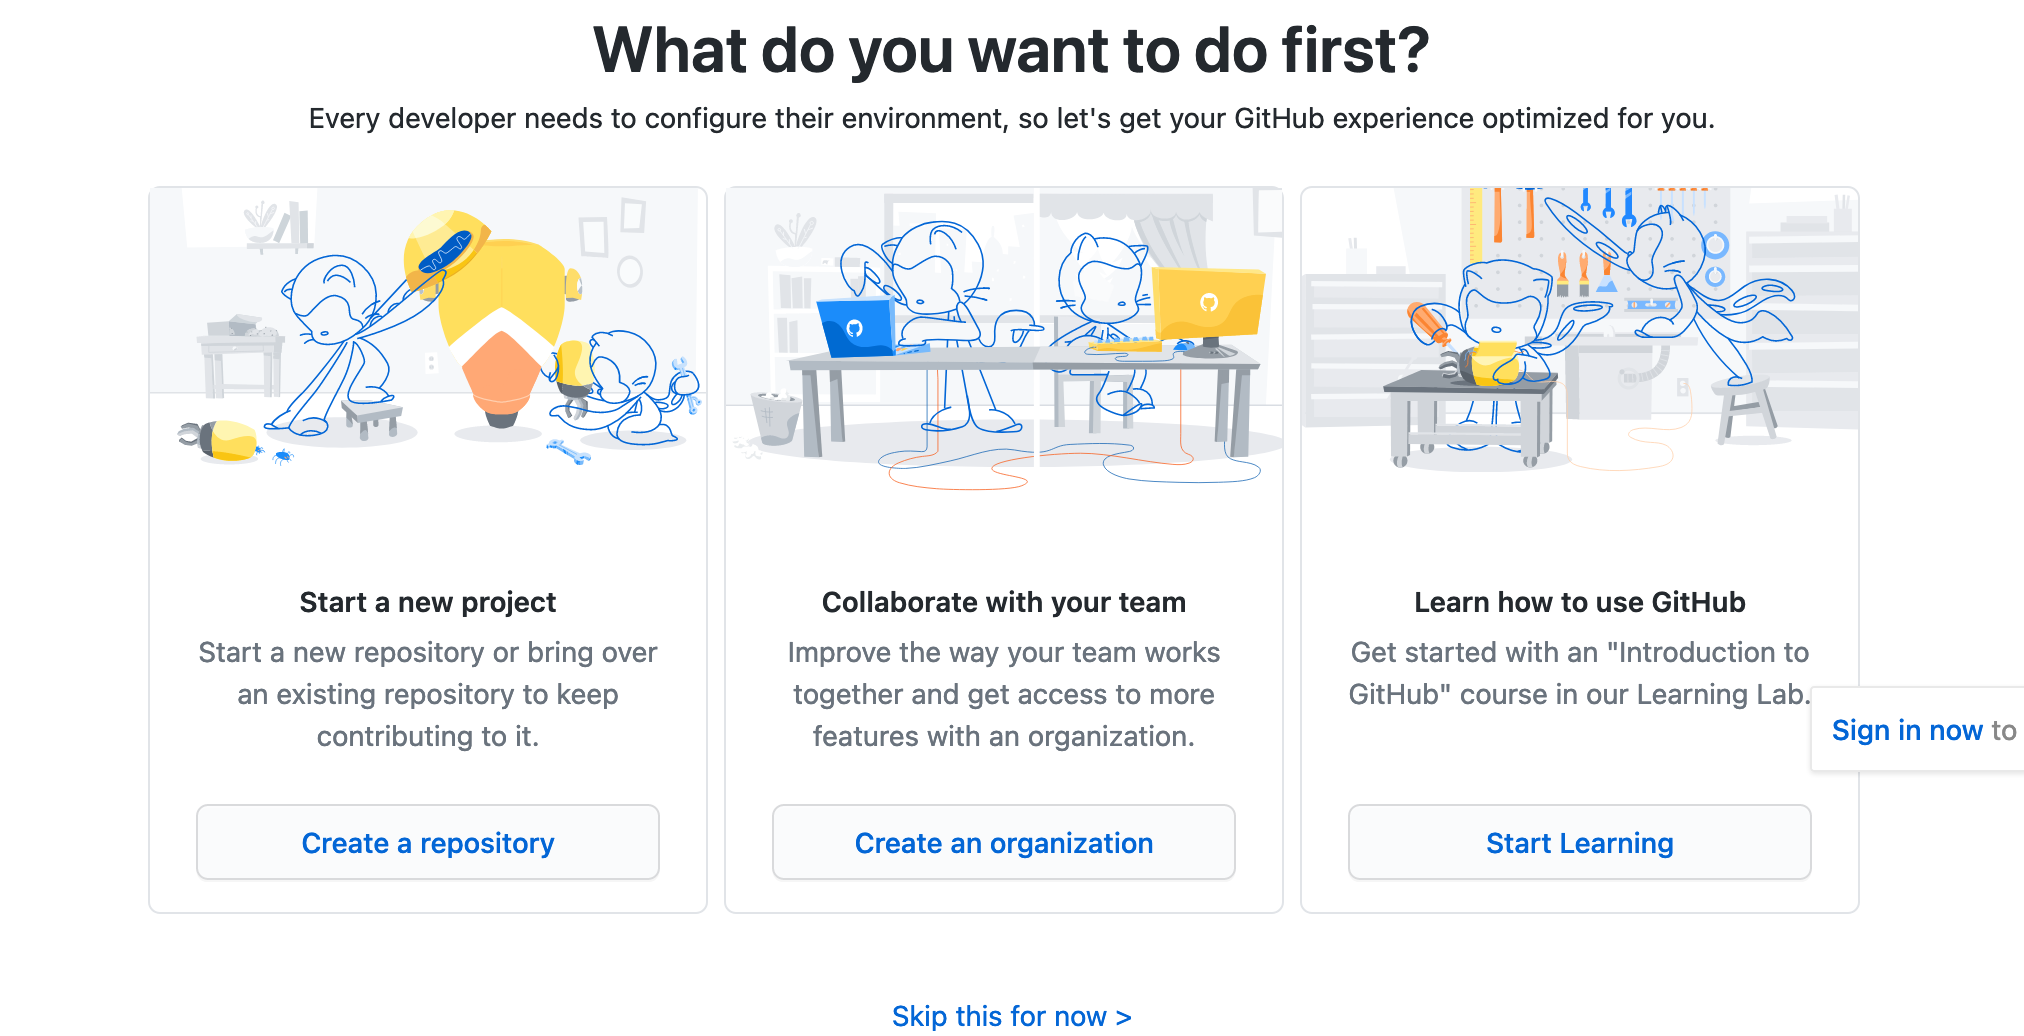 What do you want to do first?
Every developer needs to configure their environment, so let's get your GitHub experience optimized for you.
Start a new project
Start a new repository or bring over
an existing repository to keep
contributing to it.
Create a repository
Collaborate with your team
Improve the way your team works
together and get access to more
features with an organization.
Create an organization
Learn how to use GitHub
Get started with an "Introduction to
GitHub" course in our Learning Lab.
Start Learning
Sign in now to
Skip this for now >